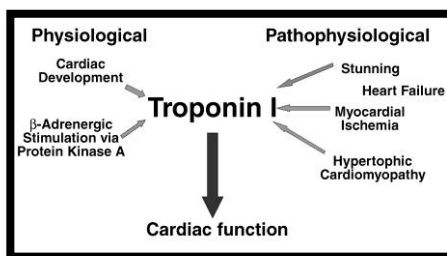 Physiological
Cardiac
Development
β-Adrenergic
Stimulation via
Protein Kinase A
Troponin I
Pathophysiological
Stunning
Heart Failure
Myocardial
Ischemia
Hypertophic
Cardiomyopathy
Cardiac function